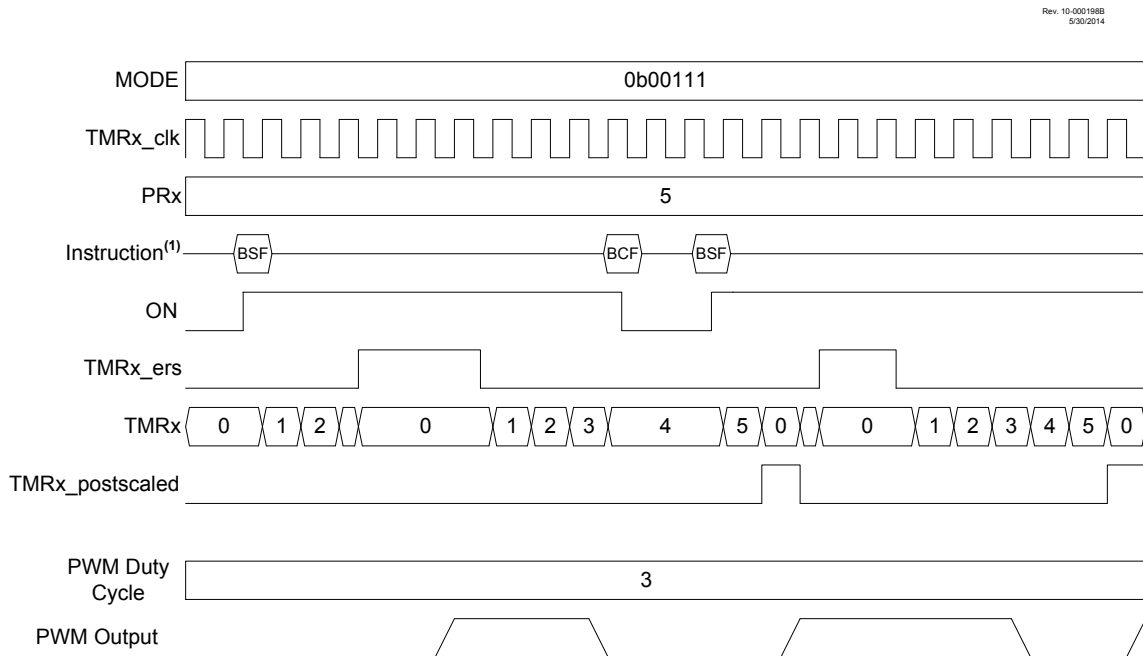 Rev. 10-000198B
5/30/2014
MODE 0b00111
TMRx_clk
PRx 5
Instruction(1) BSF BCF BSF
ON
TMRx_ers
TMRx 0 1 2 0 1 2 3 4 5 0 0 1 2 3 4 5 0
TMRx_postscaled
PWM Duty
Cycle 3
PWM Output